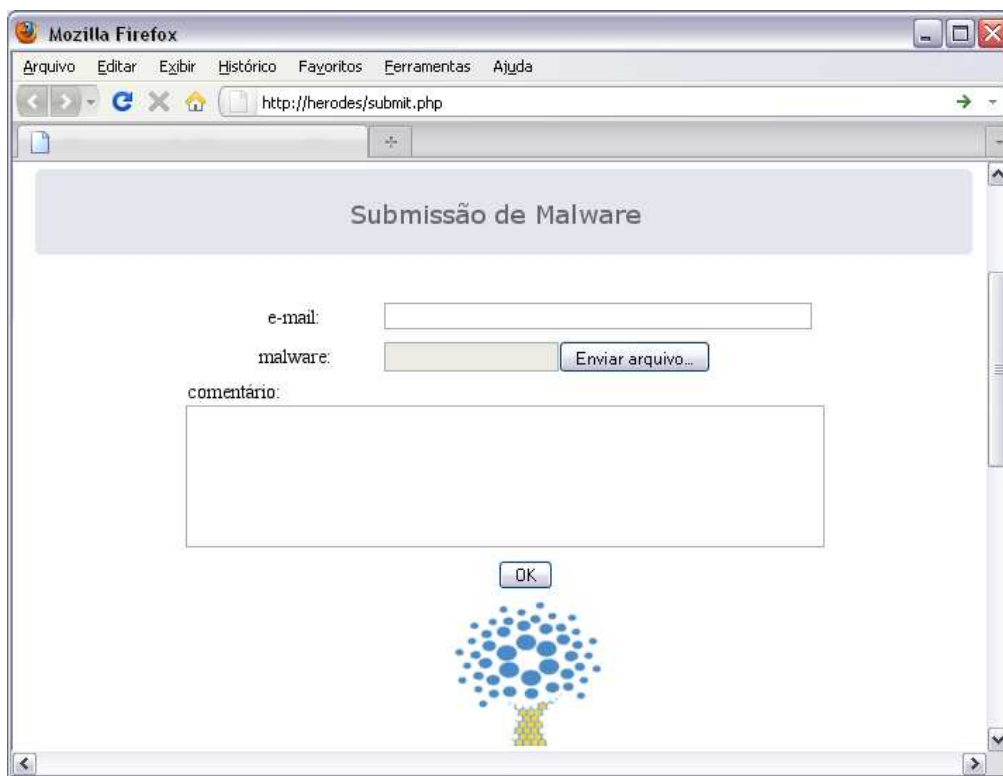 Mozilla Firefox
Arquivo Editar Exibir Histórico Favoritos Ferramentas Ajuda
http://herodes/submit.php
Submissão de Malware
e-mail:
malware: Enviar arquivo...
comentário:
OK